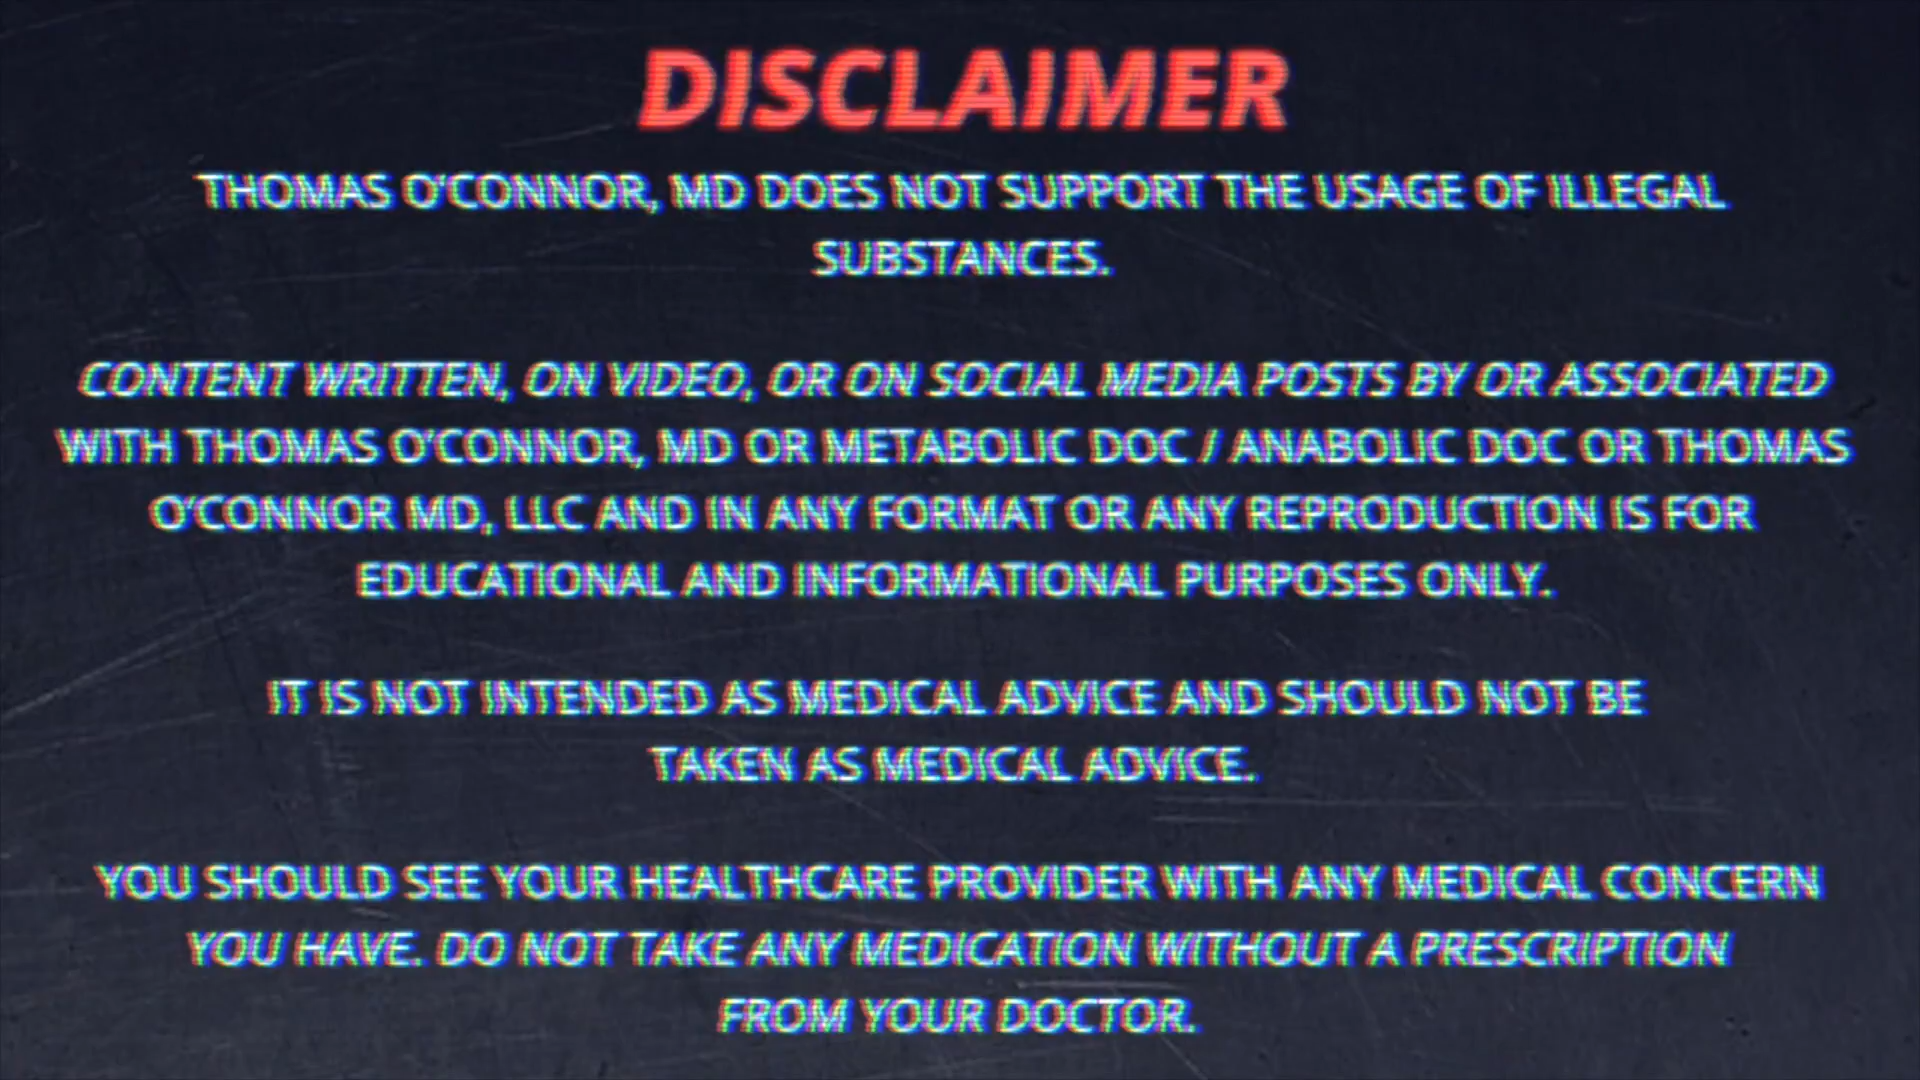 DISCLAIMER
THOMAS O'CONNOR, MD DOES NOT SUPPORT THE USAGE OF ILLEGAL
SUBSTANCES.
CONTENT WRITTEN, ON VIDEO, OR ON SOCIAL MEDIA POSTS BY OR ASSOCIATED
WITH THOMAS O'CONNOR, MD OR METABOLIC DOC / ANABOLIC DOC OR THOMAS
O'CONNOR MD, LLC AND IN ANY FORMAT OR ANY REPRODUCTION IS FOR
EDUCATIONAL AND INFORMATIONAL PURPOSES ONLY.
IT IS NOT INTENDED AS MEDICAL ADVICE AND SHOULD NOT BE
TAKEN AS MEDICAL ADVICE.
YOU SHOULD SEE YOUR HEALTHCARE PROVIDER WITH ANY MEDICAL CONCERN
YOU HAVE. DO NOT TAKE ANY MEDICATION WITHOUT A PRESCRIPTION
FROM YOUR DOCTOR.